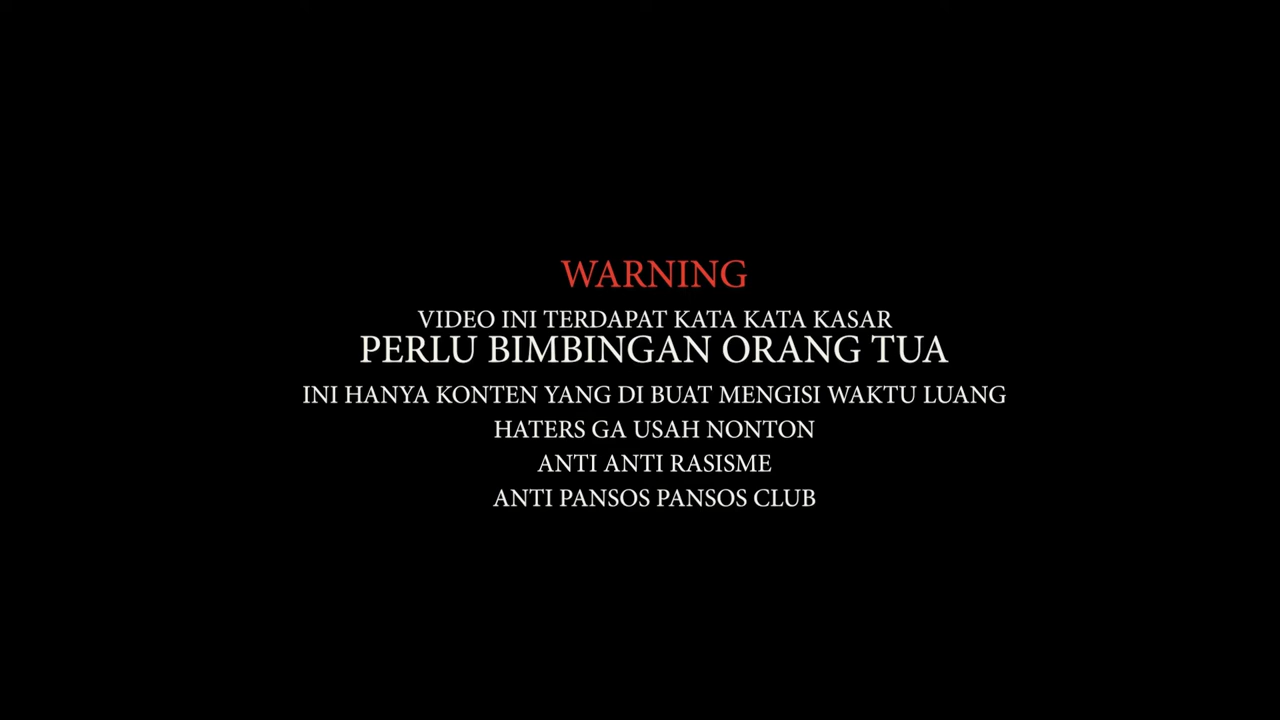 WARNING
VIDEO INI TERDAPAT KATA KATA KASAR
PERLU BIMBINGAN ORANG TUA
INI HANYA KONTEN YANG DI BUAT MENGISI WAKTU LUANG
HATERS GA USAH NONTON
ANTI ANTI RASISME
ANTI PANSOS PANSOS CLUB